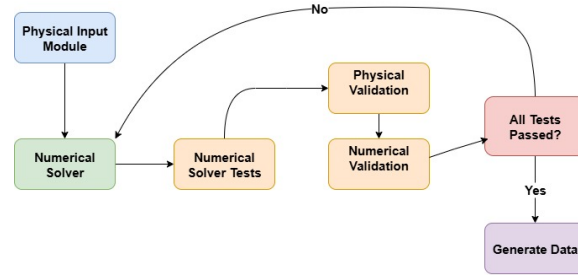 No
Physical Input
Module
Physical
Validation
All Tests
Passed?
Numerical
Solver
Numerical
Solver Tests
Numerical
Validation
Yes
Generate Data